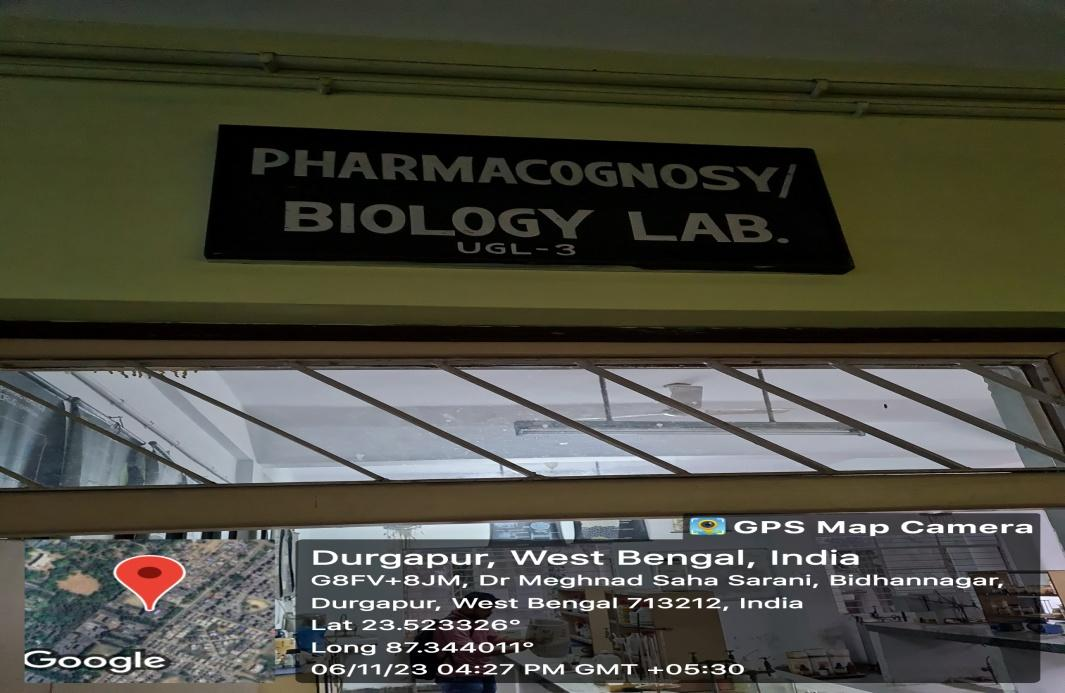 PHARMACOGNOSY/
BIOLOGY LAB.
UGL-3
GPS Map Camera
Durgapur, West Bengal, India
G8FV+8JM, Dr Meghnad Saha Sarani, Bidhannagar,
Durgapur, West Bengal 713212, India
Lat 23.523326°
Long 87.344011°
06/11/23 04:27 PM GMT +05:30
Google